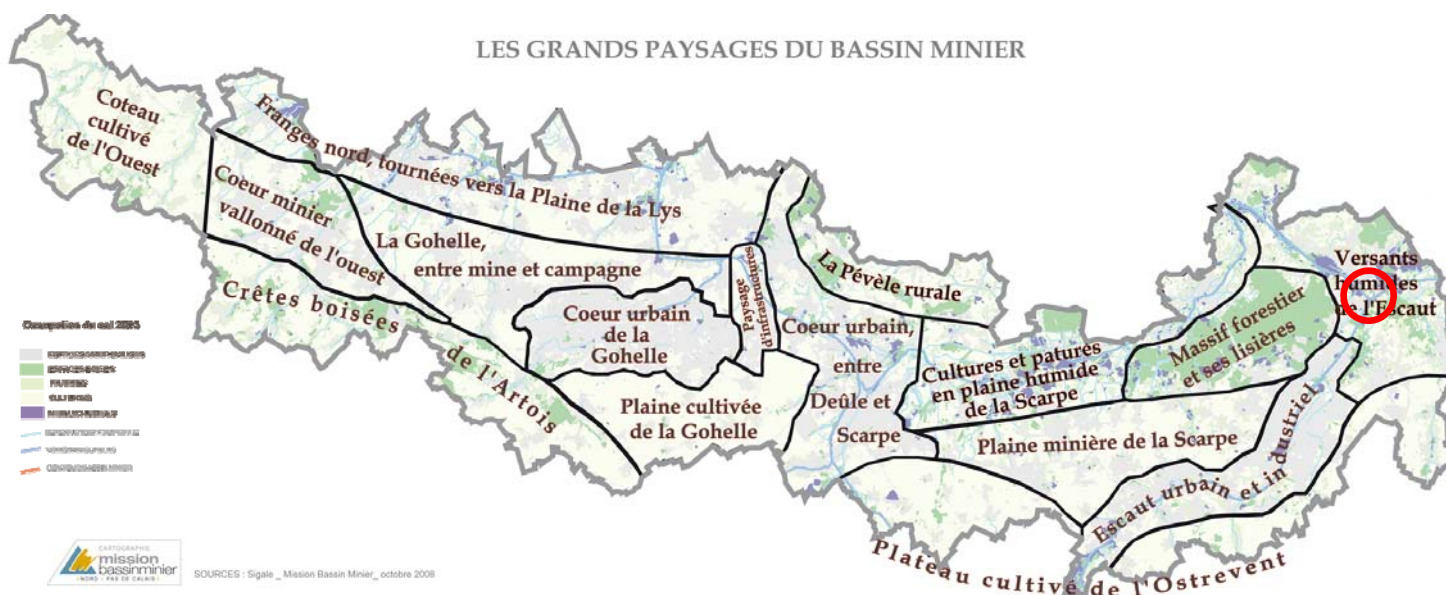 LES GRANDS PAYSAGES DU BASSIN MINIER
Coteau
cultivé
de l'Ouest
Franges nord, tournées vers la Plaine de la Lys
Coeur minier
vallonné de l'ouest
La Gohelle,
entre mine et campagne
Crêtes boisées
de l'Artois
Coeur urbain
de la
Gohelle
Paysage
d'infrastructures
Plaine cultivée
de la Gohelle
La Pévèle rurale
Coeur urbain,
entre
Deûle et
Scarpe
Cultures et patures
en plaine humide
de la Scarpe
Massif forestier
et ses lisières
Versants
humides
de l'Escaut
Plaine minière de la Scarpe
Escaut urbain et industriel
Plateau cultivé de l'Ostrevent
CARTOGRAPHIE
mission
bassinminier
NORD - PAS DE CALAIS
SOURCES : Sigale _ Mission Bassin Minier_ octobre 2008